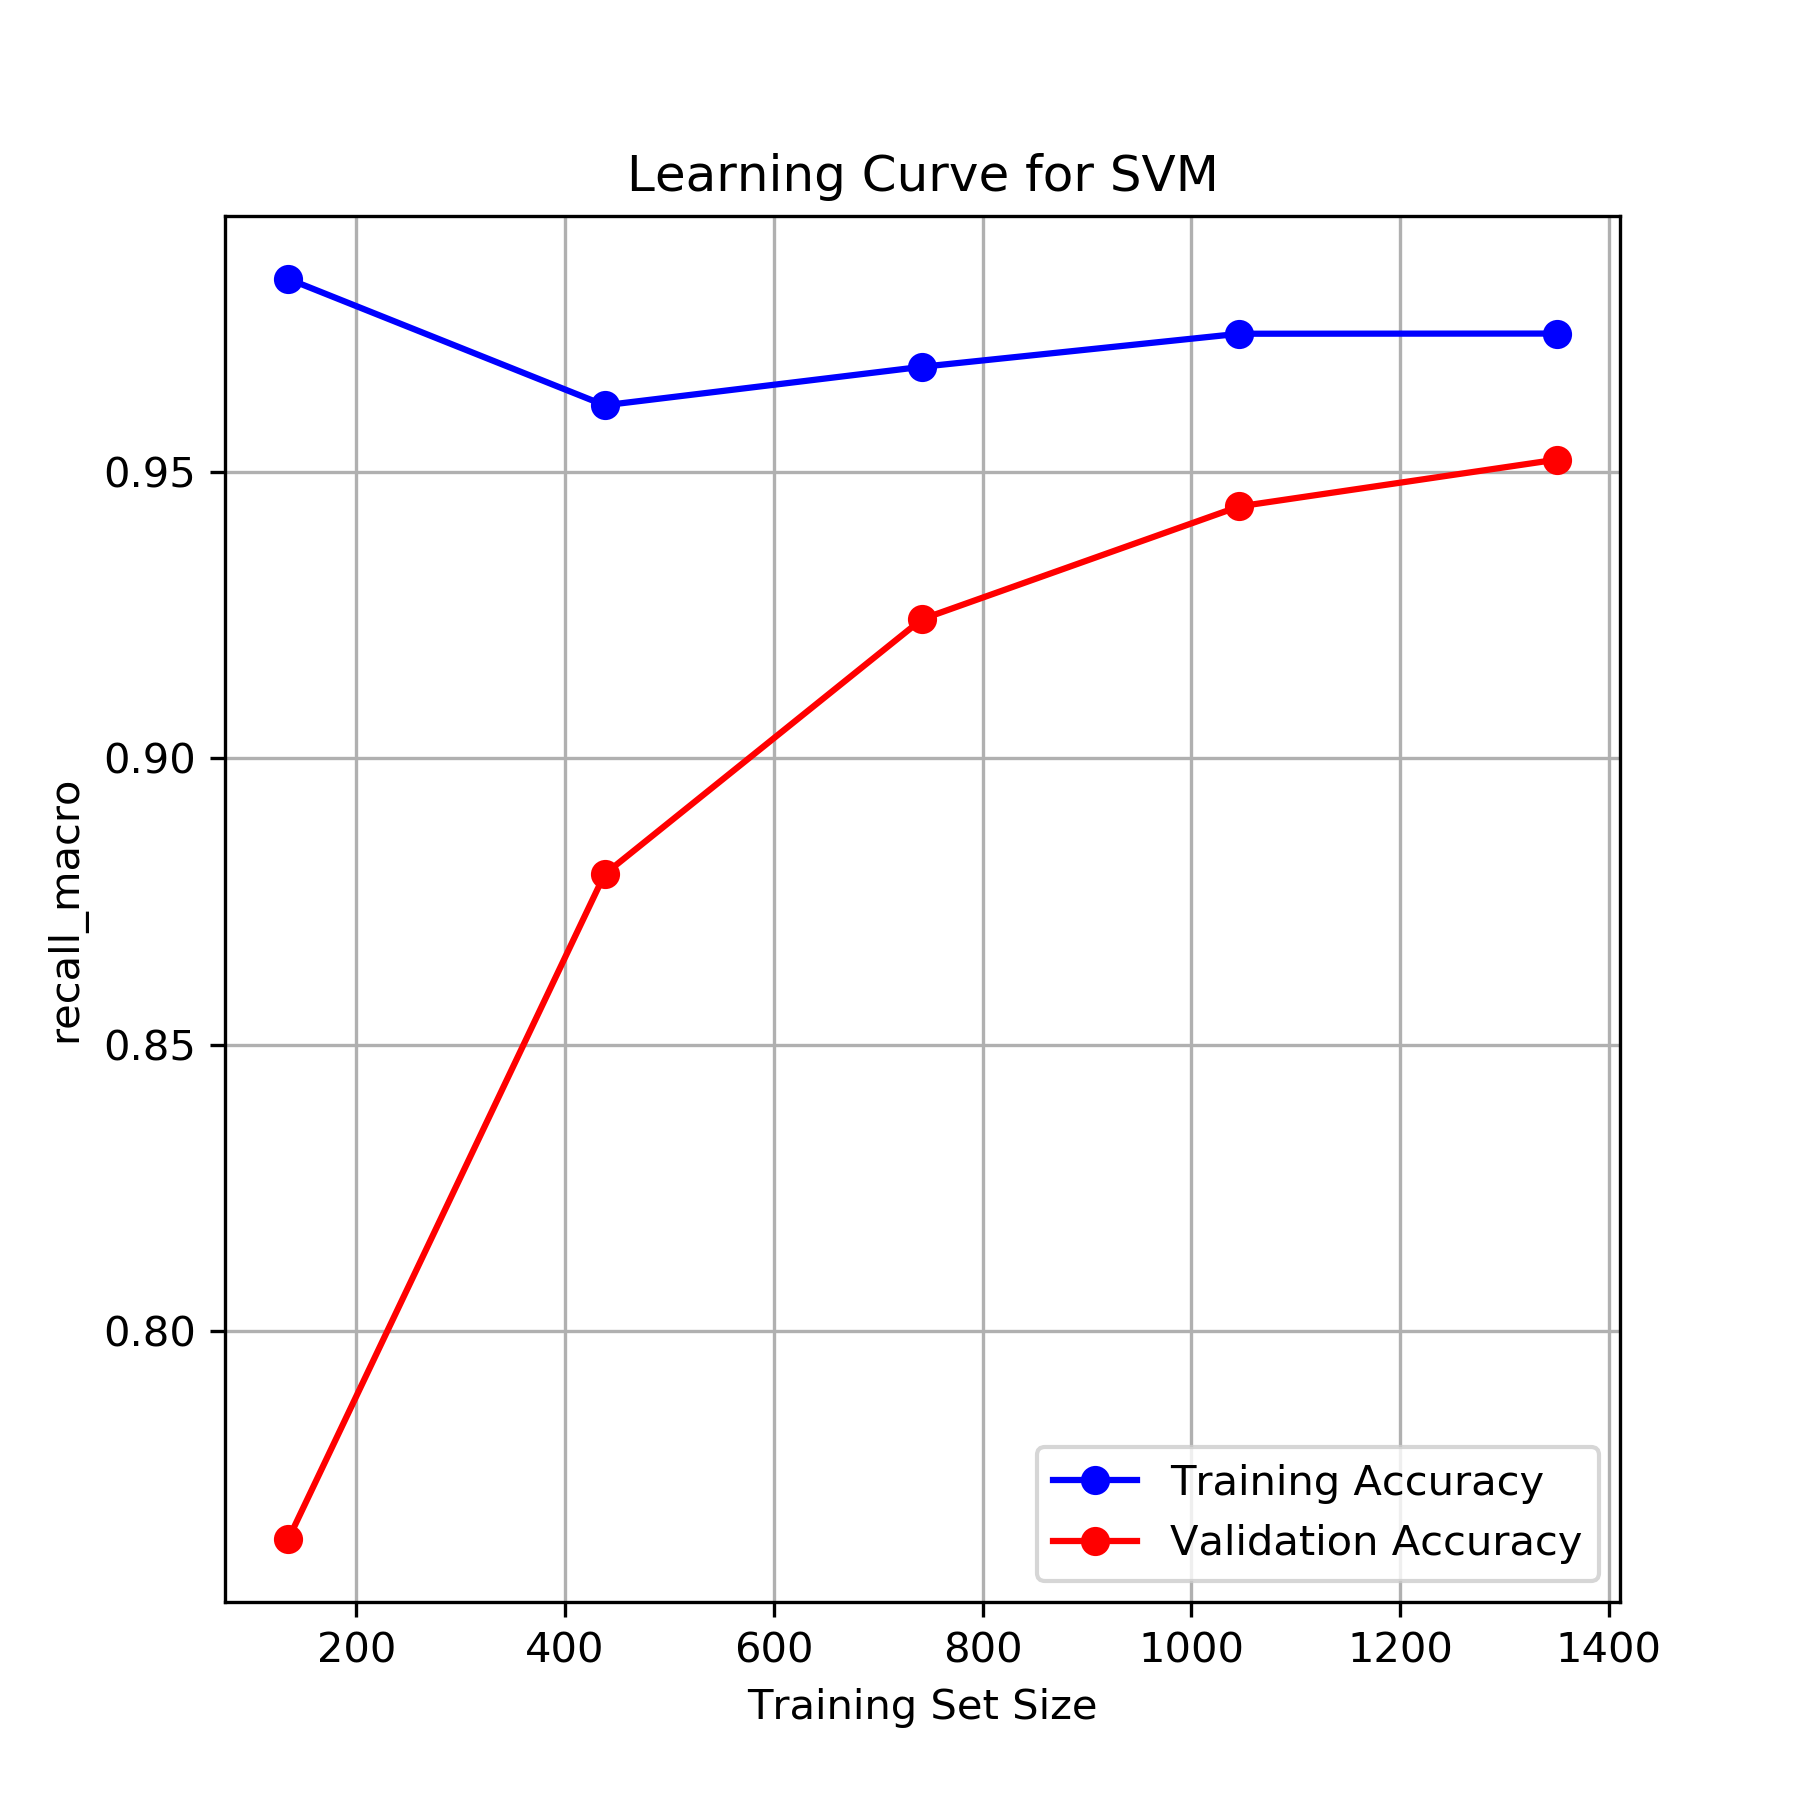 Learning Curve for SVM
0.95
0.90
0.85
0.80
recall_macro
200 400 600 800 1000 1200 1400
Training Set Size
Training Accuracy
Validation Accuracy